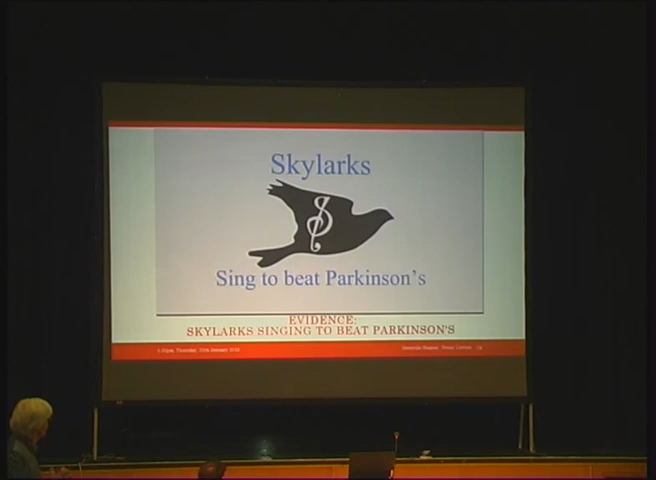 Skylarks
Sing to beat Parkinson's
EVIDENCE:
SKYLARKS SINGING TO BEAT PARKINSON'S